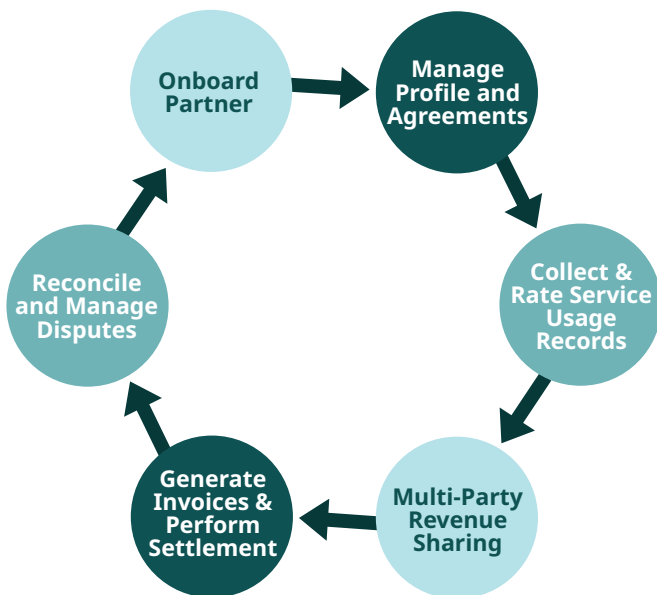 Onboard
Partner
Manage
Profile and
Agreements
Collect &
Rate Service
Usage
Records
Multi-Party
Revenue
Sharing
Generate
Invoices &
Perform
Settlement
Reconcile
and Manage
Disputes